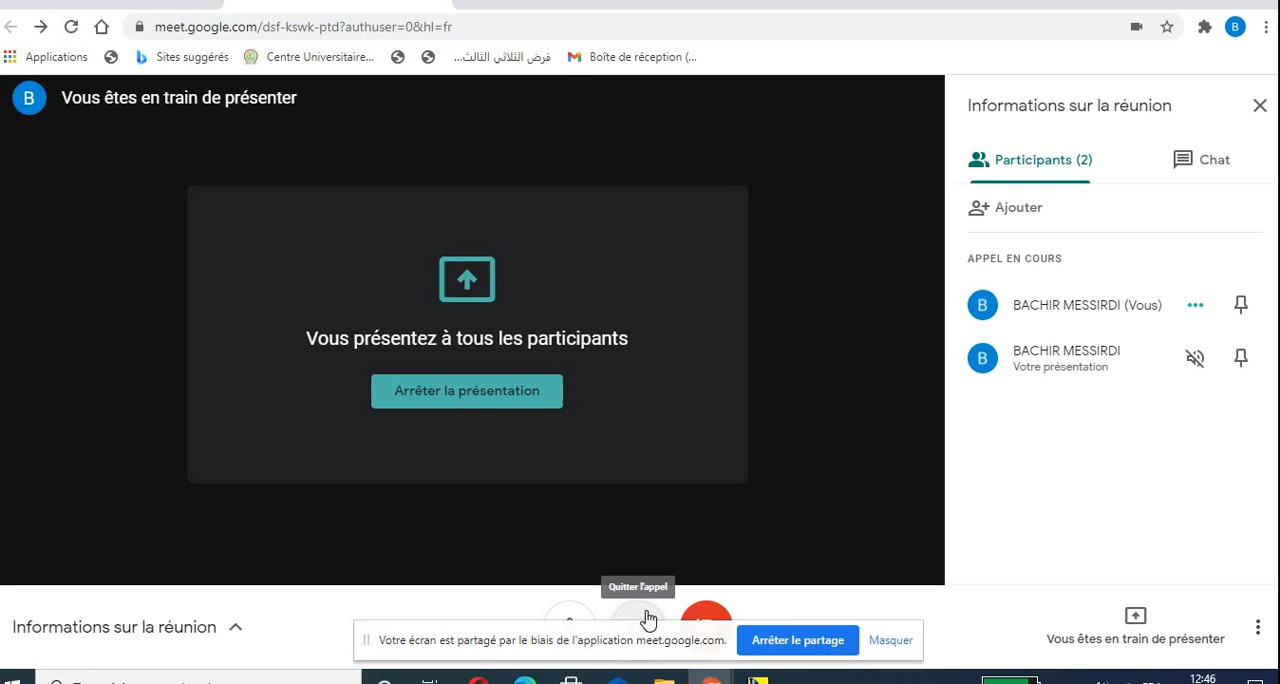 meet.google.com/dsf-kswk-ptd?authuser=0&hl=fr
B
Applications
Sites suggérés
Centre Universitaire...
فرض الثلاثي الثالث...
Boîte de réception (...
B
Vous êtes en train de présenter
Informations sur la réunion
Participants (2)
Chat
Ajouter
APPEL EN COURS
B
BACHIR MESSIRDI (Vous)
B
BACHIR MESSIRDI
Votre présentation
Vous présentez à tous les participants
Arrêter la présentation
Quitter l'appel
Informations sur la réunion
Votre écran est partagé par le biais de l'application meet.google.com.
Arrêter le partage
Masquer
Vous êtes en train de présenter
12:46